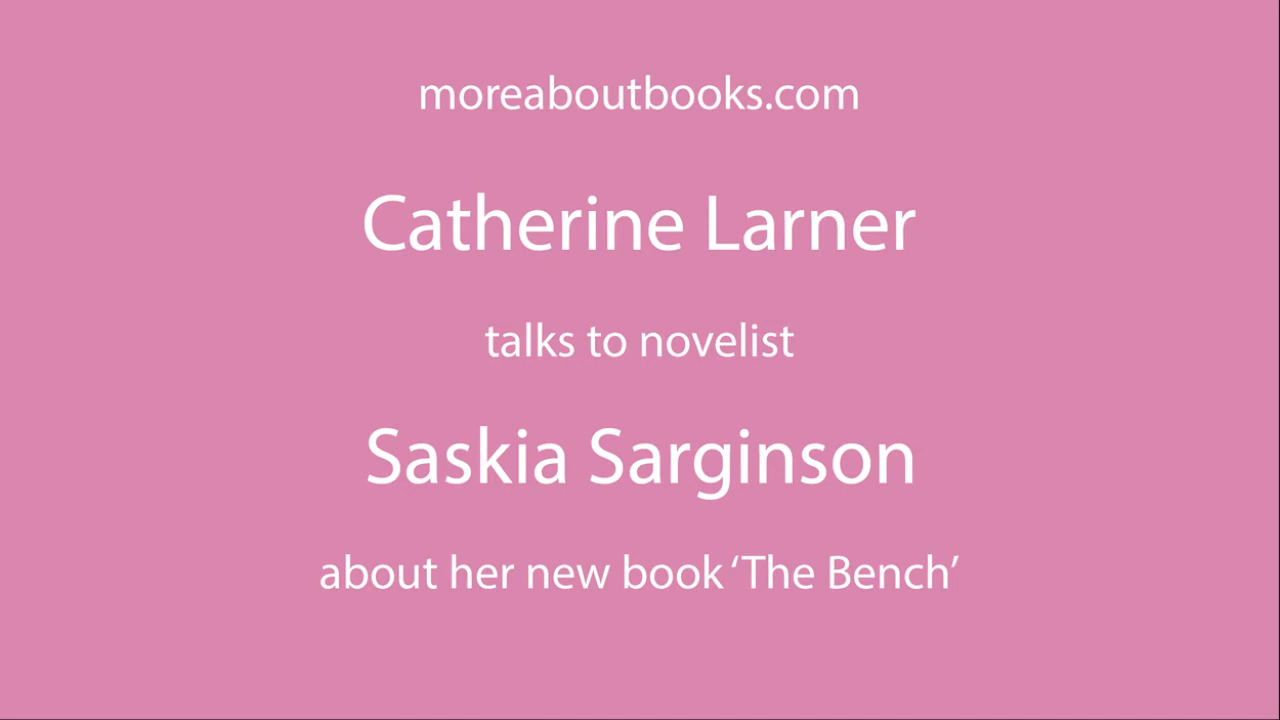 moreaboutbooks.com
Catherine Larner
talks to novelist
Saskia Sarginson
about her new book ‘The Bench’